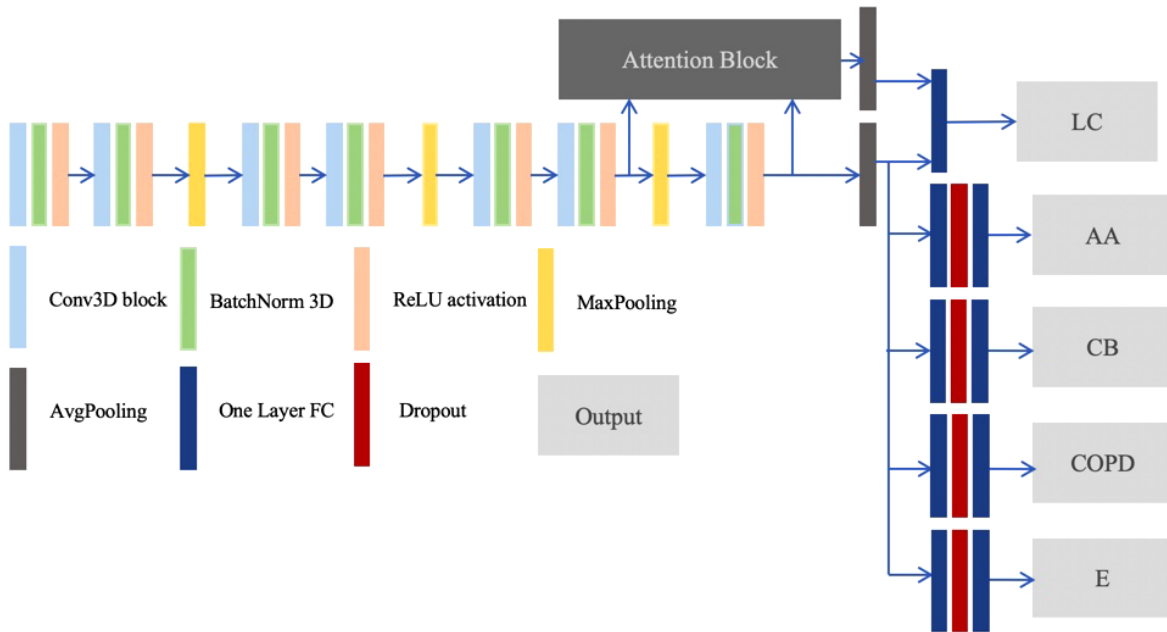 Attention Block
LC
AA
Conv3D block
BatchNorm 3D
ReLU activation
MaxPooling
CB
AvgPooling
One Layer FC
Dropout
Output
COPD
E